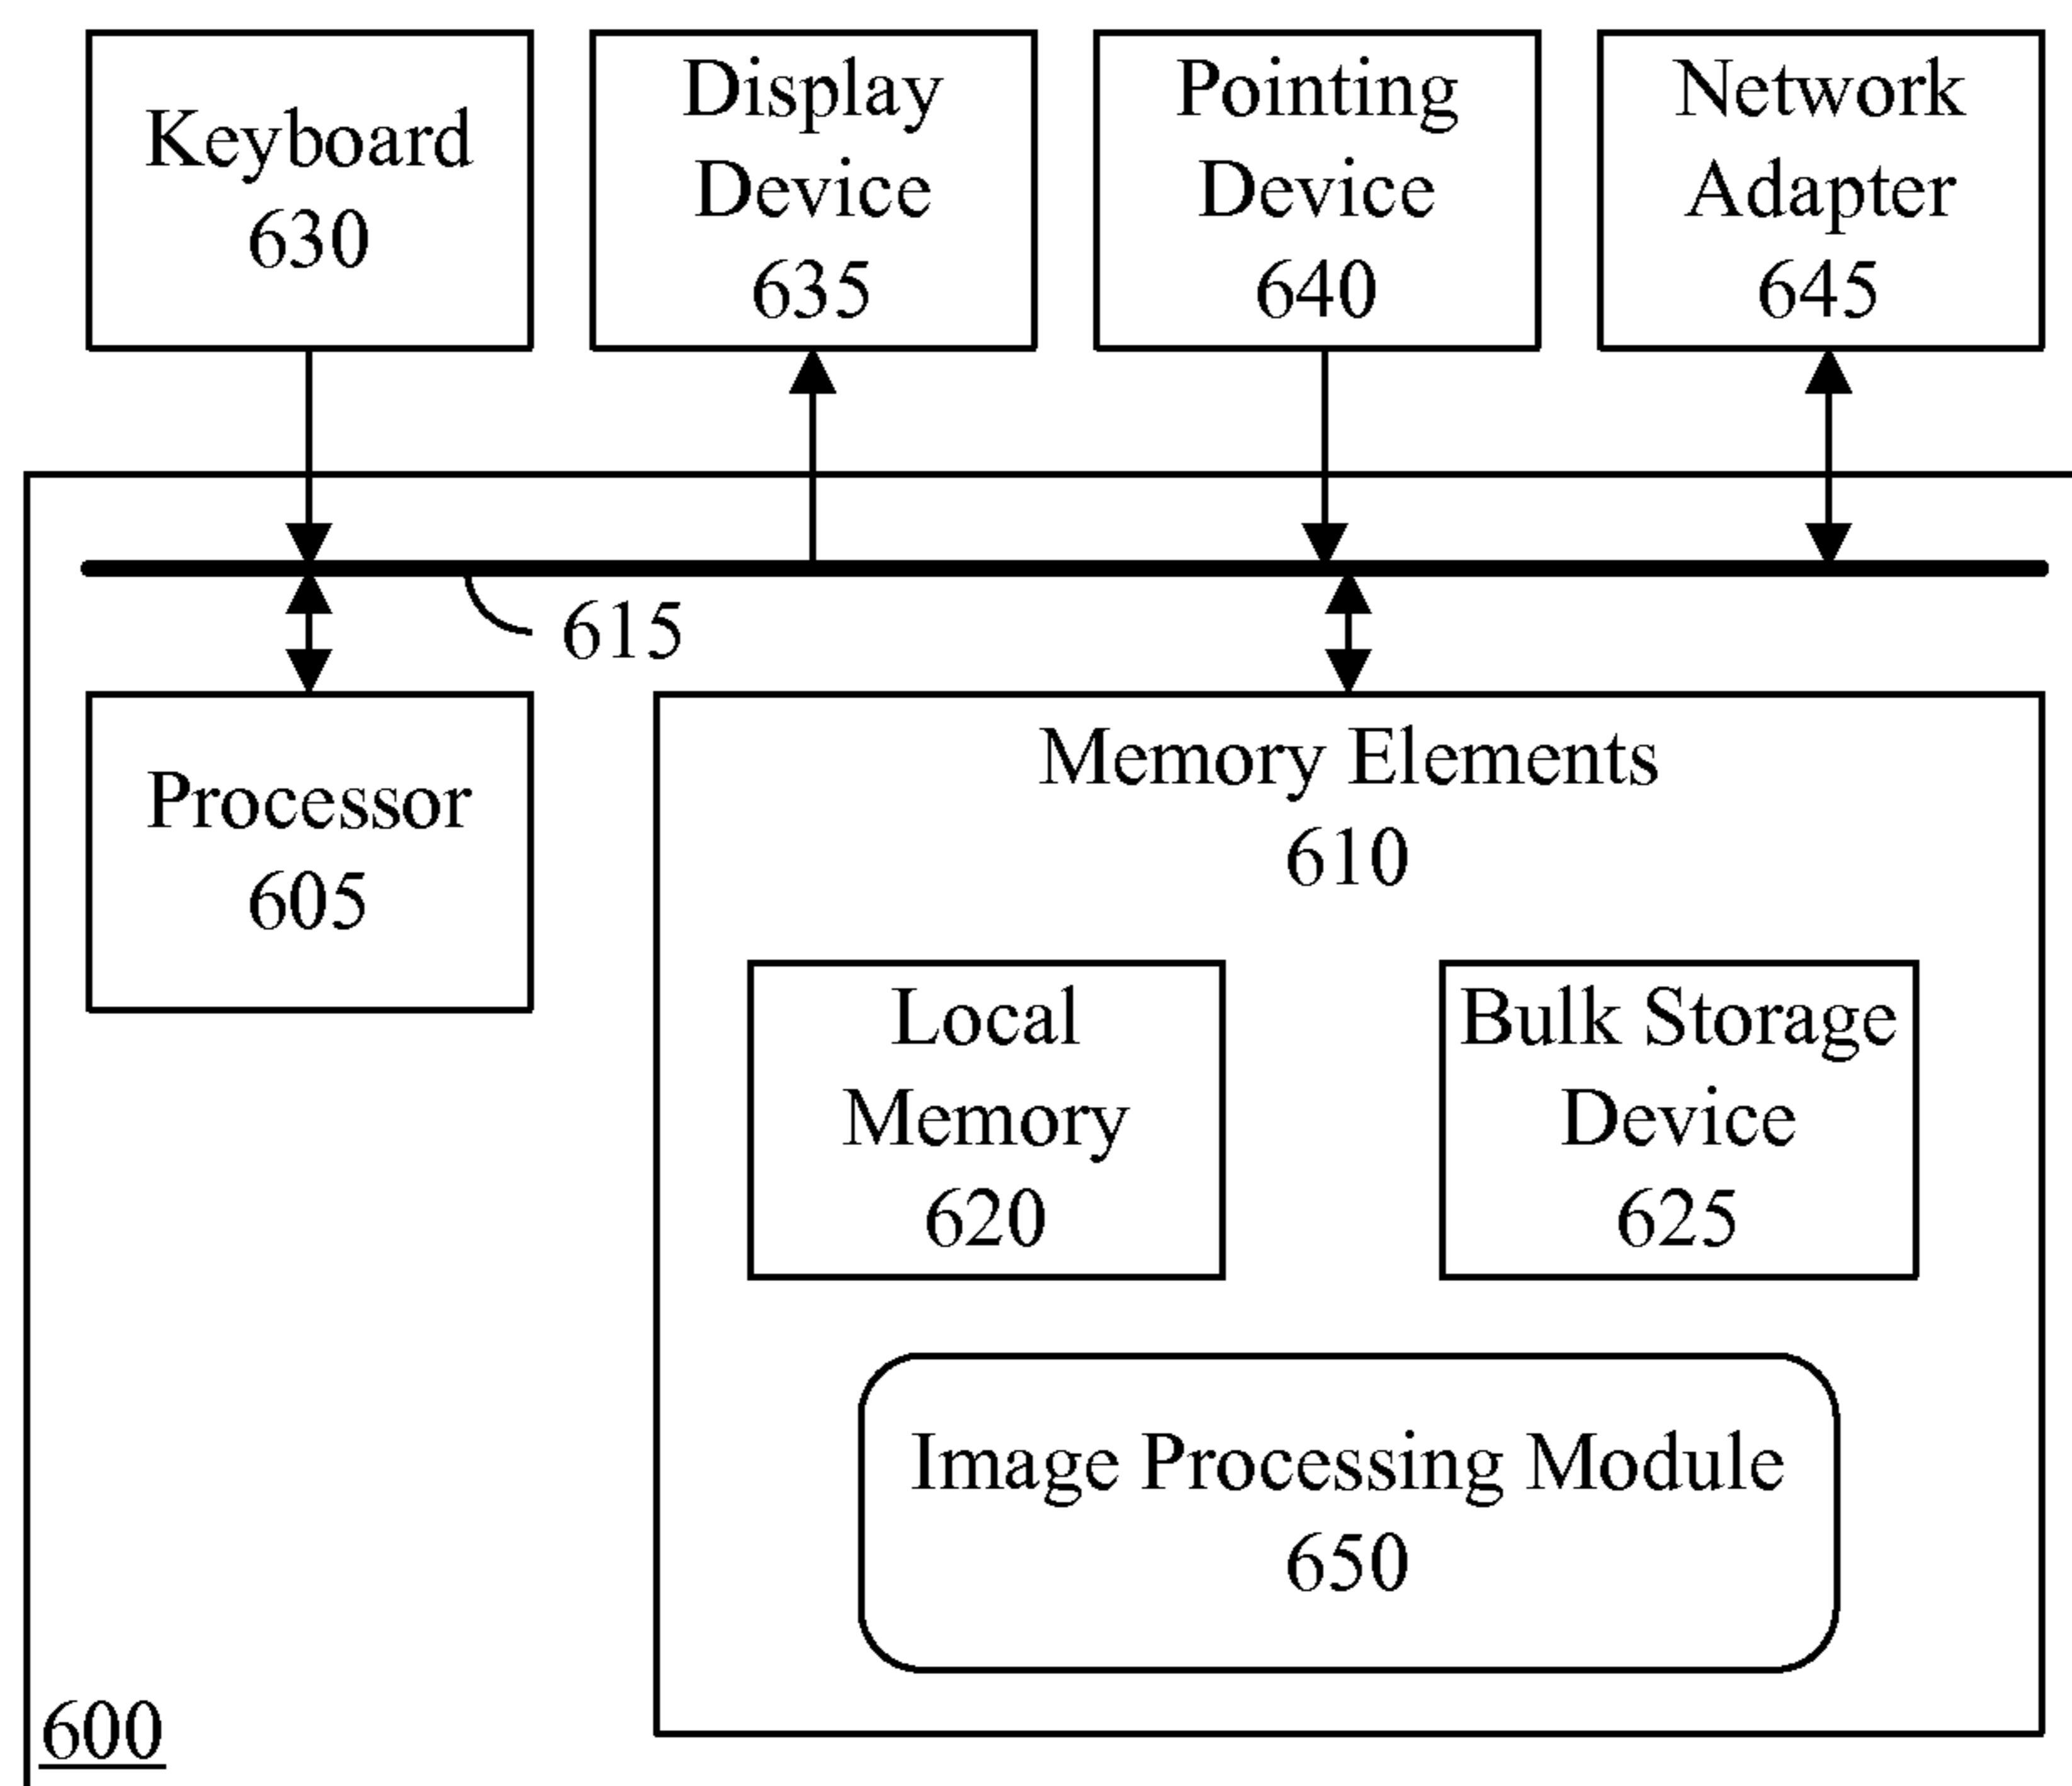 Keyboard
630
Display
Device
635
Pointing
Device
640
Network
Adapter
645
615
Processor
605
Memory Elements
610
Local
Memory
620
Bulk Storage
Device
625
Image Processing Module
650
600